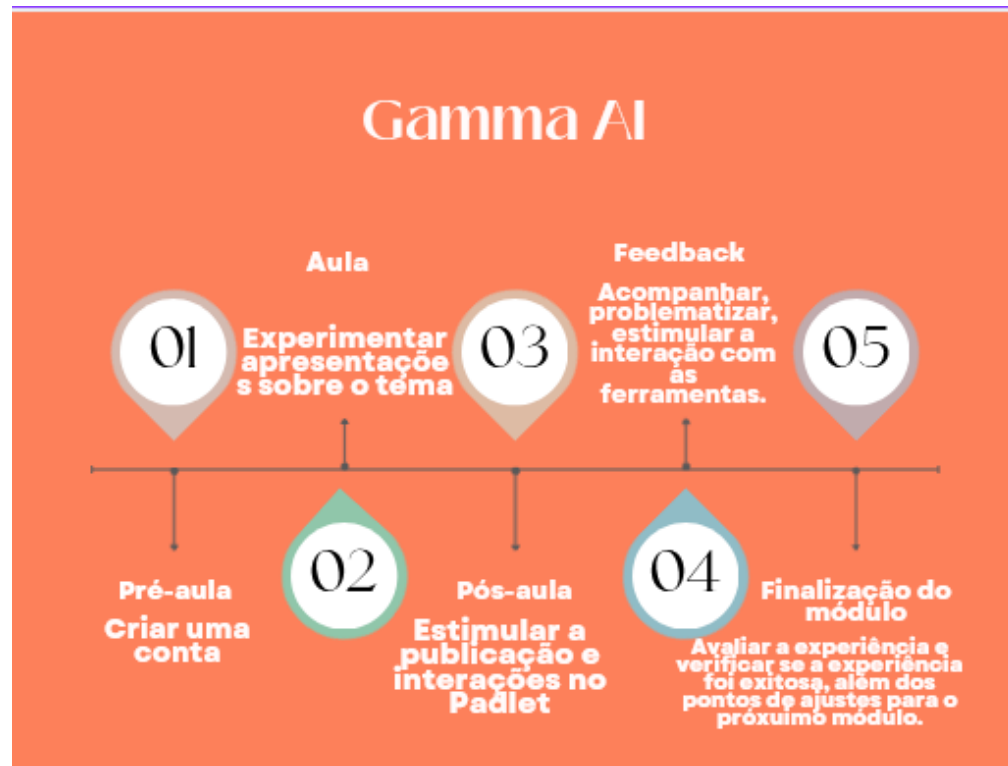 Gamma AI
01
Pré-aula
Criar uma
conta
02
Aula
Experimentar
apresentaçõe
s sobre o tema
03
Pós-aula
Estimular a
publicação e
interações no
Padlet
04
Feedback
Acompanhar,
problematizar,
estimular a
interação com
as
ferramentas.
05
Finalização do
módulo
Avaliar a experiência e
verificar se a experiência
foi exitosa, além dos
pontos de ajustes para o
próxuimo módulo.